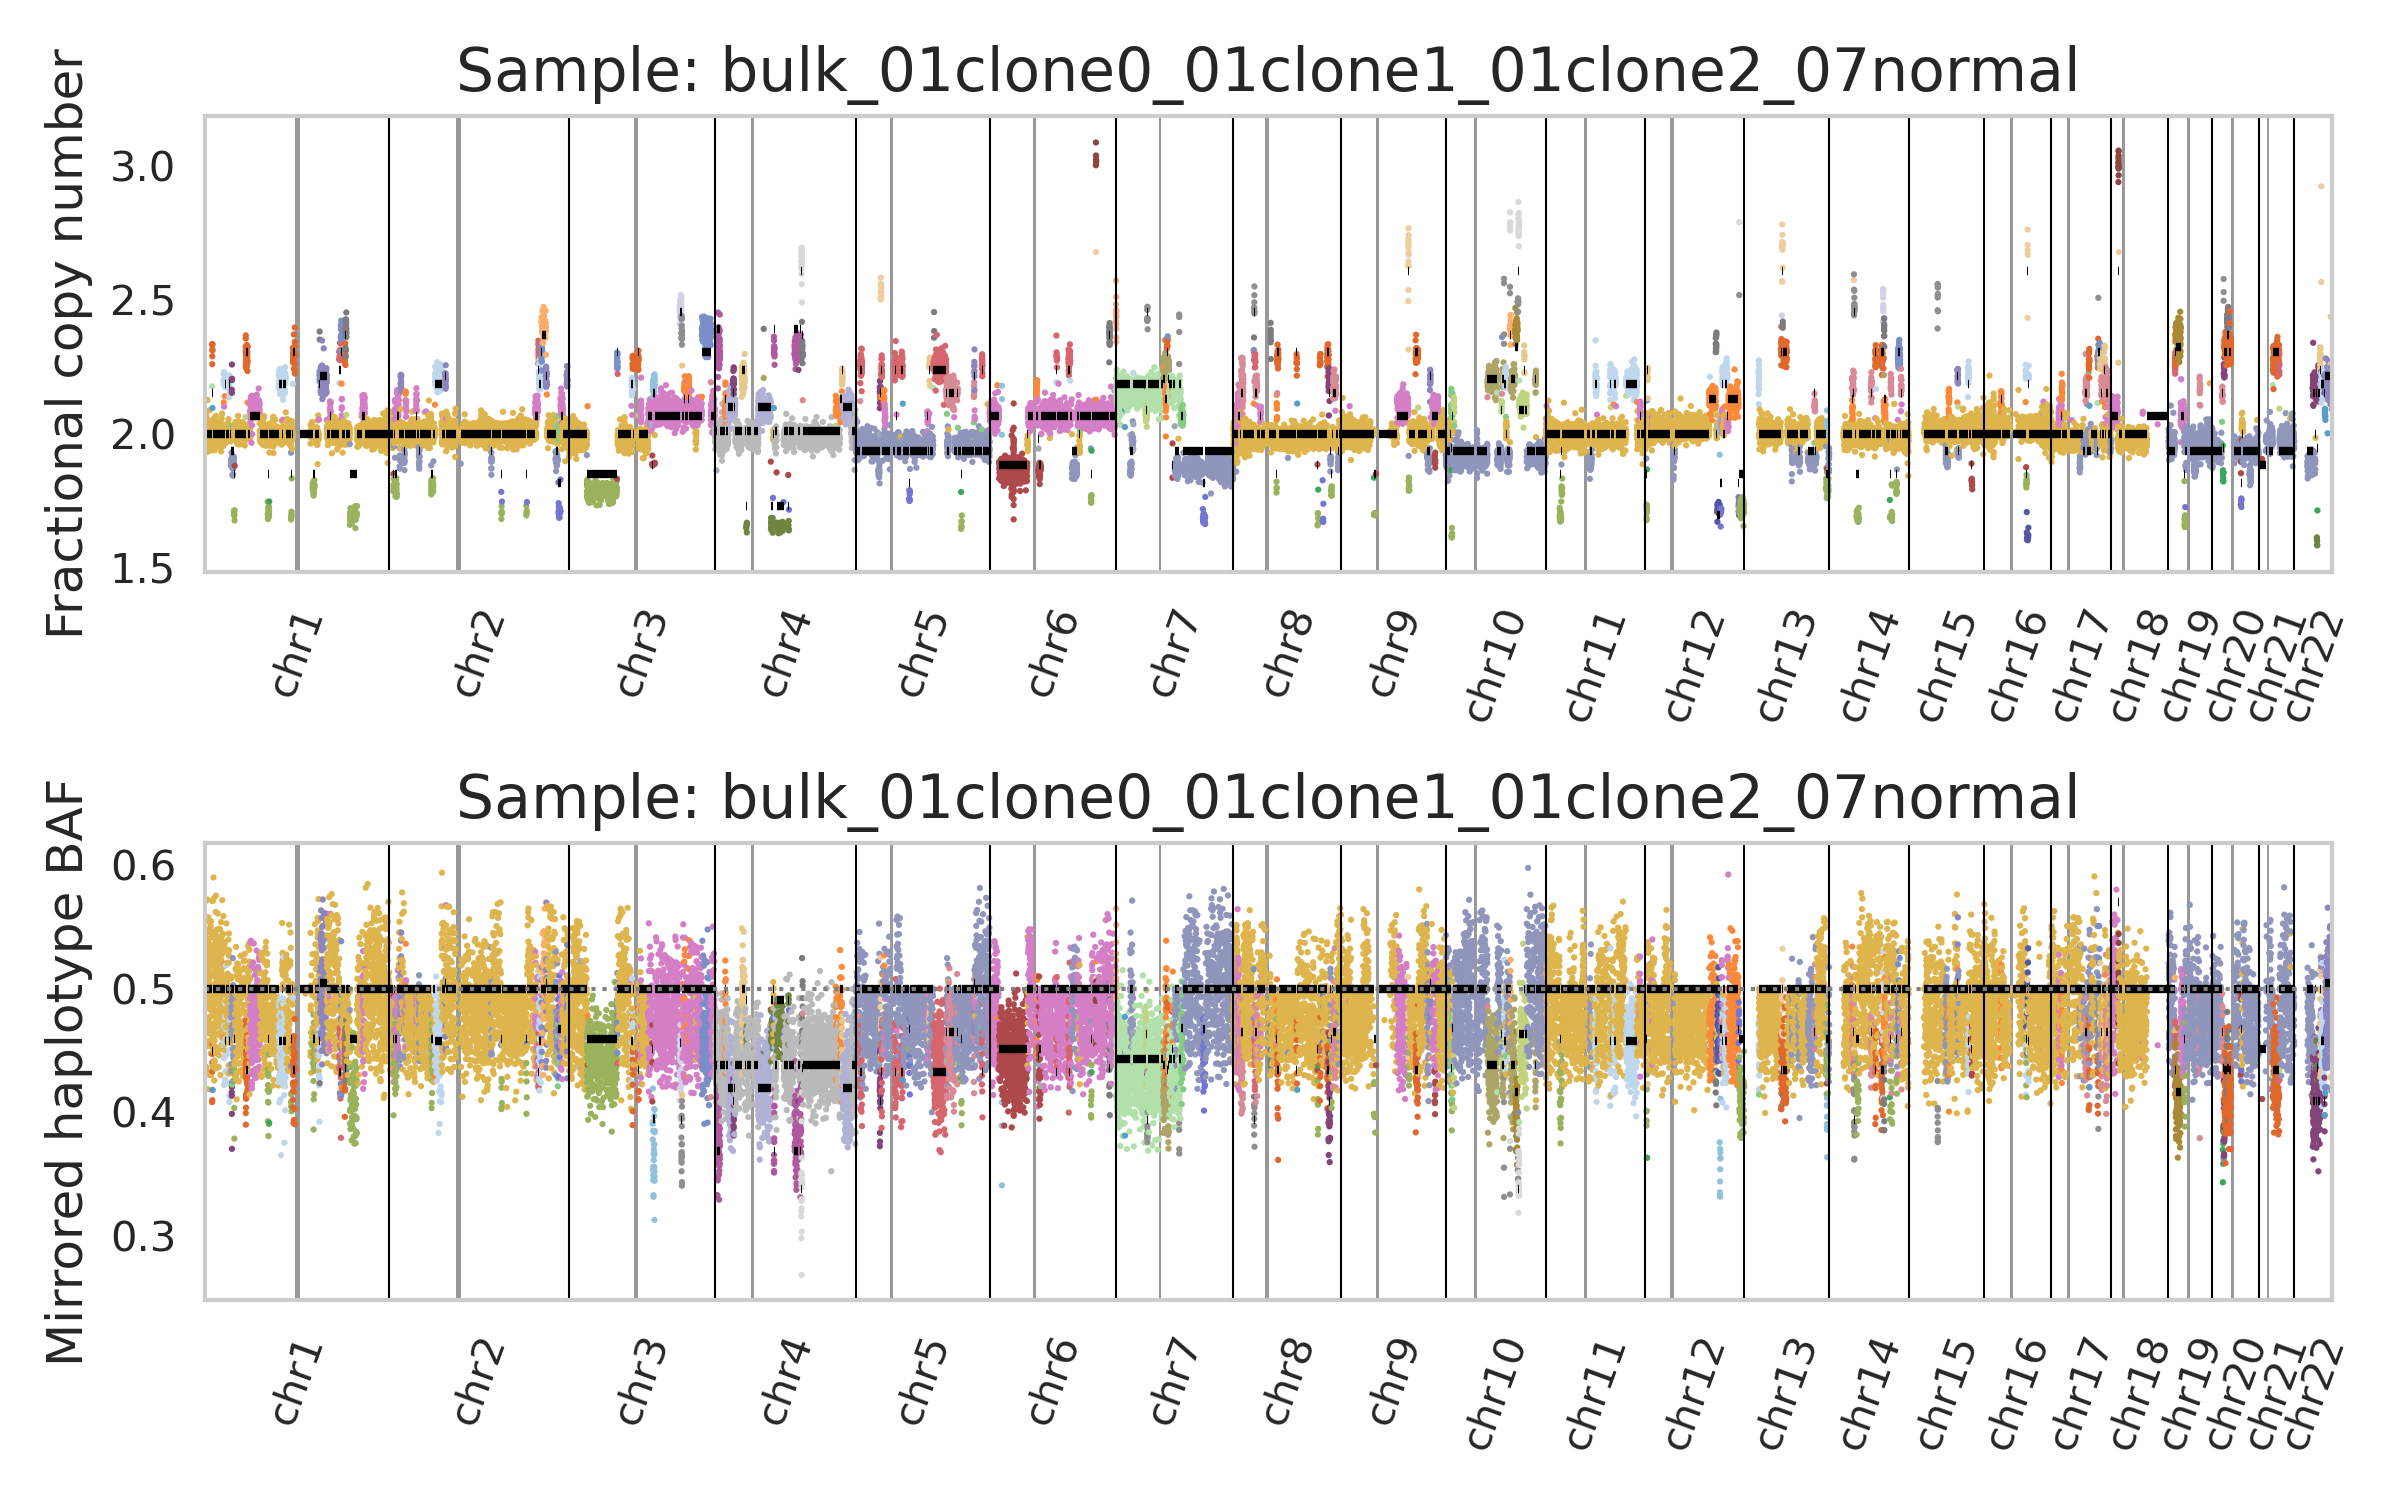 Sample: bulk_01clone0_01clone1_01clone2_07normal
Fractional copy number
3.0
2.5
2.0
1.5
chr1
chr2
chr3
chr4
chr5
chr6
chr7
chr8
chr9
chr10
chr11
chr12
chr13
chr14
chr15
chr16
chr17
chr18
chr19
chr20
chr21
chr22
Sample: bulk_01clone0_01clone1_01clone2_07normal
Mirrored haplotype BAF
0.6
0.5
0.4
0.3
chr1
chr2
chr3
chr4
chr5
chr6
chr7
chr8
chr9
chr10
chr11
chr12
chr13
chr14
chr15
chr16
chr17
chr18
chr19
chr20
chr21
chr22